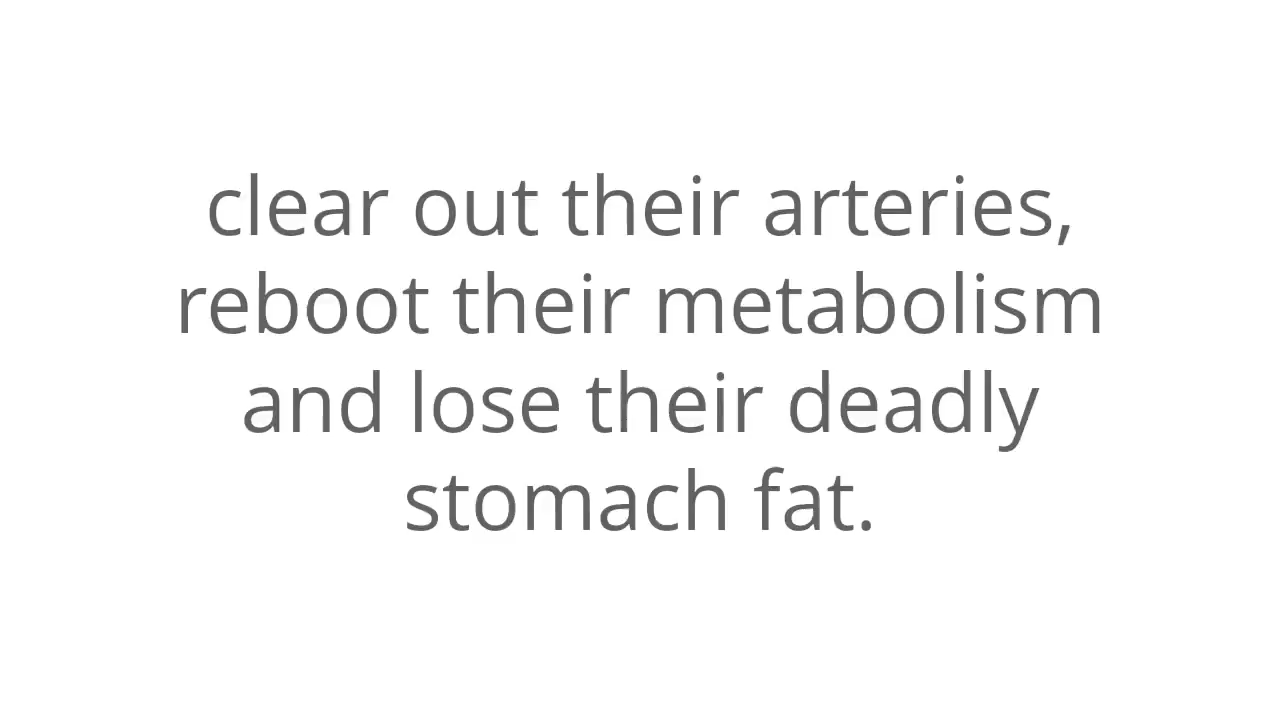 clear out their arteries,
reboot their metabolism
and lose their deadly
stomach fat.